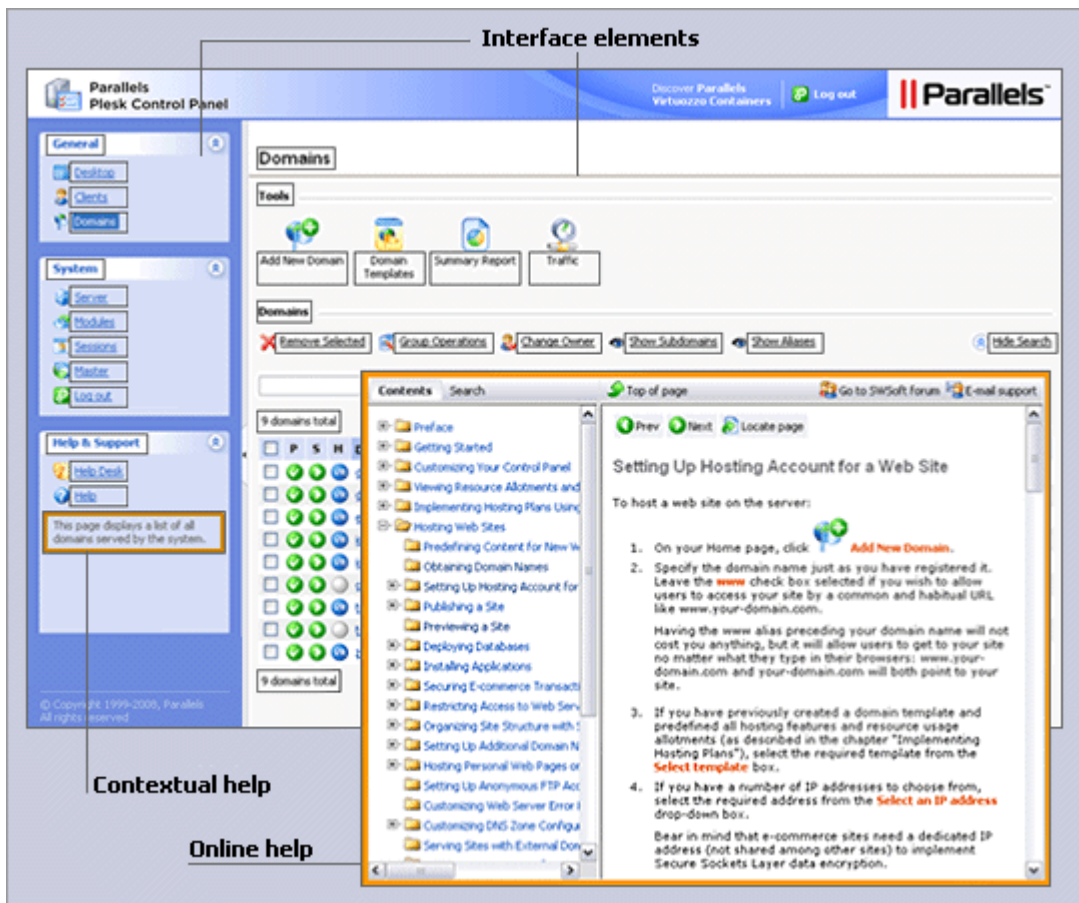 Interface elements
Parallels
Plesk Control Panel
Discover Parallels
Virtuozzo Containers
Log out
Parallels
General
Desktop
Clients
Domains
System
Server
Modules
Sessions
Master
Log out
Help & Support
Help Desk
Help
This page displays a list of all
domains served by the system.
© Copyright 1999-2008, Parallels
All rights reserved
Domains
Tools
Add New Domain
Domain
Templates
Summary Report
Traffic
Domains
Remove Selected
Group Operations
Change Owner
Show Subdomains
Show Aliases
Hide Search
9 domains total
P S H
9 domains total
Contents Search
Top of page
Go to SWSoft forum
E-mail support
Preface
Getting Started
Customizing Your Control Panel
Viewing Resource Allotments and
Implementing Hosting Plans Using
Hosting Web Sites
Predefining Content for New W
Obtaining Domain Names
Setting Up Hosting Account for
Publishing a Site
Previewing a Site
Deploying Databases
Installing Applications
Securing E-commerce Transacti
Restricting Access to Web Serv
Organizing Site Structure with S
Setting Up Additional Domain N
Hosting Personal Web Pages or
Setting Up Anonymous FTP Acc
Customizing Web Server Error
Customizing DNS Zone Configur
Serving Sites with External Don
Prev Next Locate page
Setting Up Hosting Account for a Web Site
To host a web site on the server:
1. On your Home page, click Add New Domain.
2. Specify the domain name just as you have registered it.
Leave the www check box selected if you wish to allow
users to access your site by a common and habitual URL
like www.your-domain.com.
Having the www alias preceding your domain name will not
cost you anything, but it will allow users to get to your site
no matter what they type in their browsers: www.your-
domain.com and your-domain.com will both point to your
site.
3. If you have previously created a domain template and
predefined all hosting features and resource usage
allotments (as described in the chapter "Implementing
Hosting Plans"), select the required template from the
Select template box.
4. If you have a number of IP addresses to choose from,
select the required address from the Select an IP address
drop-down box.
Bear in mind that e-commerce sites need a dedicated IP
address (not shared among other sites) to implement
Secure Sockets Layer data encryption.
Contextual help
Online help